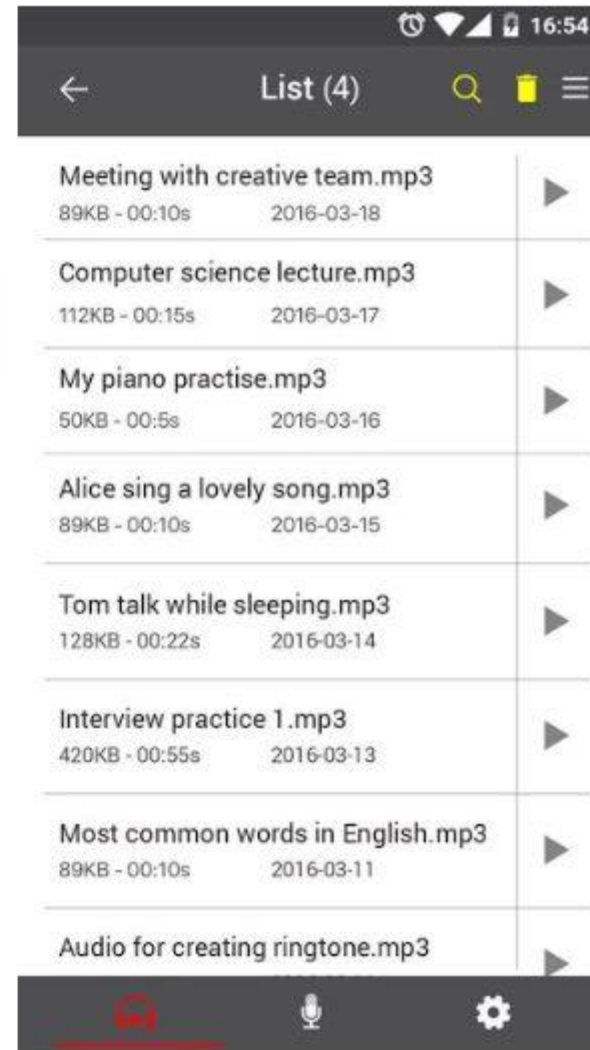 16:54
List (4)
Meeting with creative team.mp3
89KB - 00:10s 2016-03-18
Computer science lecture.mp3
112KB - 00:15s 2016-03-17
My piano practise.mp3
50KB - 00:5s 2016-03-16
Alice sing a lovely song.mp3
89KB - 00:10s 2016-03-15
Tom talk while sleeping.mp3
128KB - 00:22s 2016-03-14
Interview practice 1.mp3
420KB - 00:55s 2016-03-13
Most common words in English.mp3
89KB - 00:10s 2016-03-11
Audio for creating ringtone.mp3